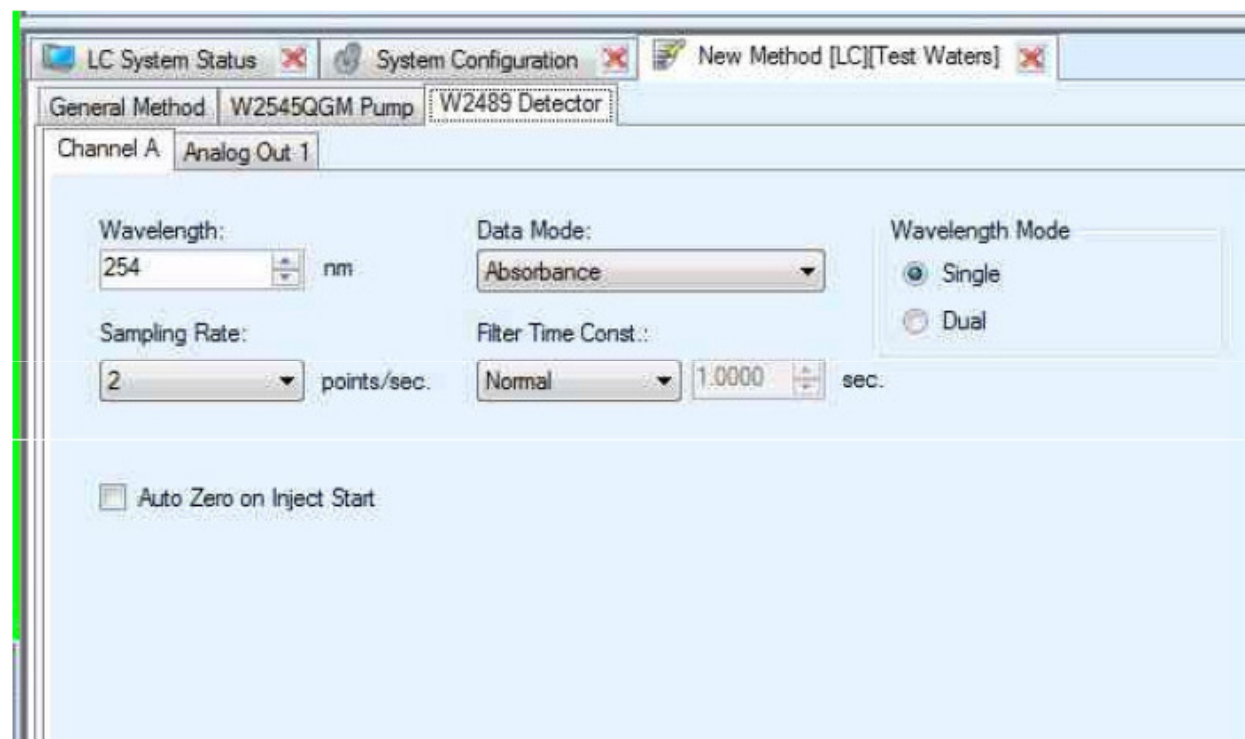 LC System Status System Configuration New Method [LC][Test Waters]
General Method W2545QGM Pump W2489 Detector
Channel A Analog Out 1
Wavelength: Data Mode: Wavelength Mode
254 nm Absorbance Single
Dual
Sampling Rate: Filter Time Const.:
2 points/sec. Normal 1.0000 sec.
Auto Zero on Inject Start